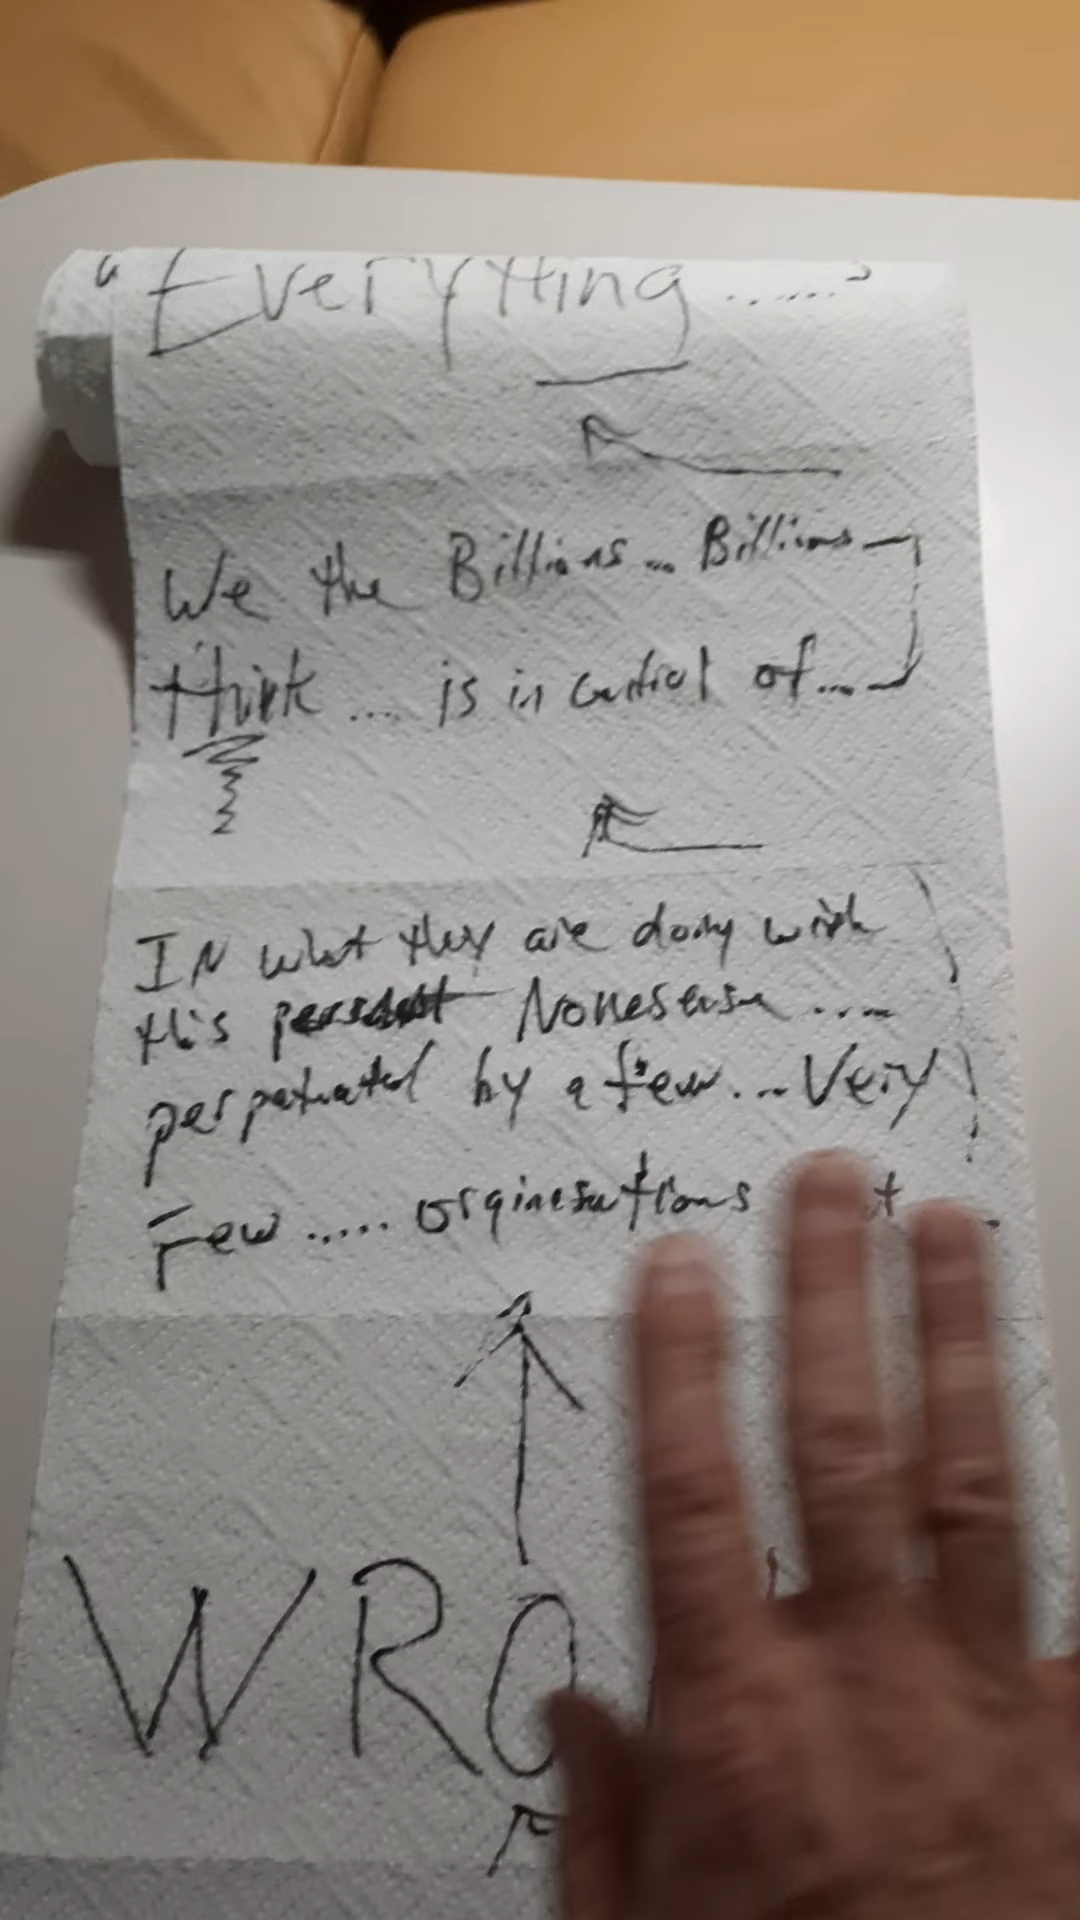 "Everything ......"
We the Billions ... Billions
think .... is in control of ....
IN what they are doing with
this Nonesense .....
perpatuated by a few ... Very
Few ..... orginesations
WRO